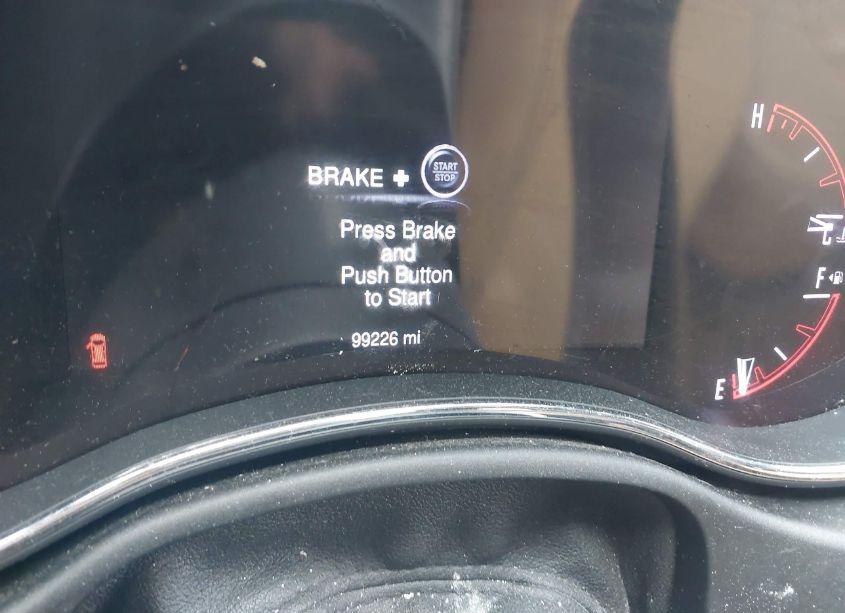 BRAKE + START
STOP
Press Brake
and
Push Button
to Start
99226 mi
H
C
F
E